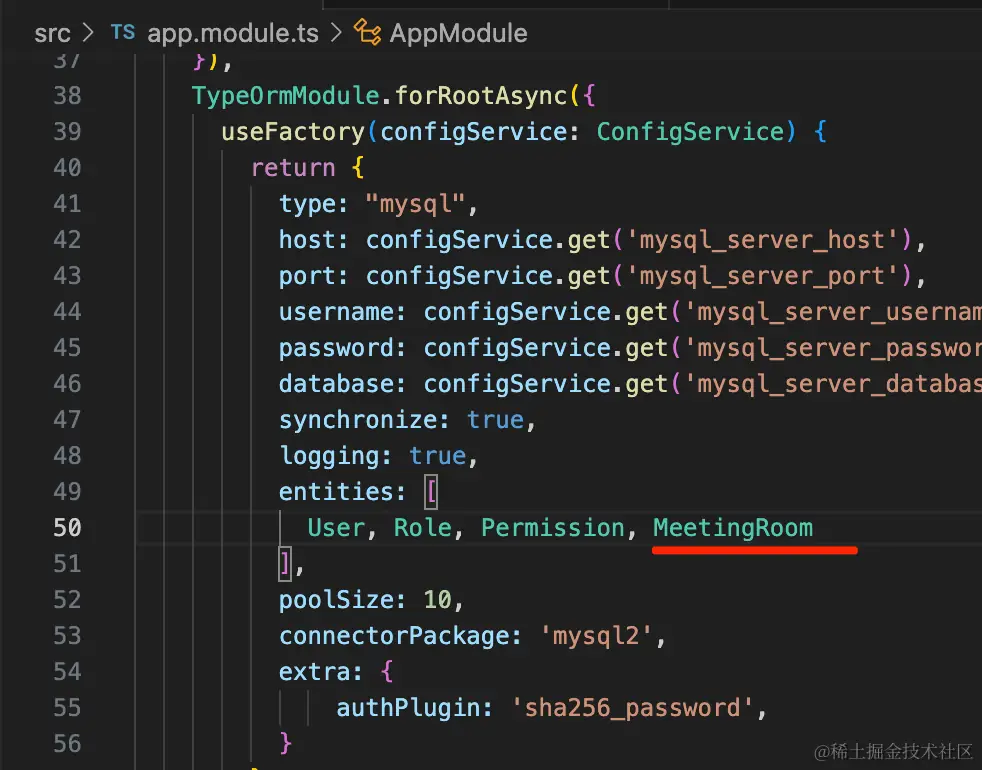 src > TS app.module.ts > AppModule
37 }),
38 TypeOrmModule.forRootAsync({
39 useFactory(configService: ConfigService) {
40 return {
41 type: "mysql",
42 host: configService.get('mysql_server_host'),
43 port: configService.get('mysql_server_port'),
44 username: configService.get('mysql_server_usernam
45 password: configService.get('mysql_server_passwor
46 database: configService.get('mysql_server_databas
47 synchronize: true,
48 logging: true,
49 entities: [
50 User, Role, Permission, MeetingRoom
51 ],
52 poolSize: 10,
53 connectorPackage: 'mysql2',
54 extra: {
55 authPlugin: 'sha256_password',
56 }
@稀土掘金技术社区